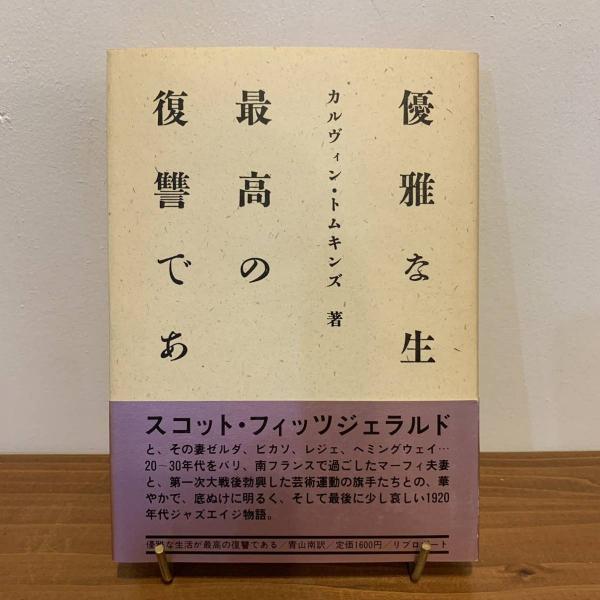 優雅な生
カルヴィン・トムキンズ 著
最高の
復讐であ
スコット・フィッツジェラルド
と、その妻ゼルダ、ピカソ、レジェ、ヘミングウェイ…
20-30年代をパリ、南フランスで過ごしたマーフィ夫妻
と、第一次大戦後勃興した芸術運動の旗手たちとの、華
やかで、底ぬけに明るく、そして最後に少し哀しい1920
年代ジャズエイジ物語。
優雅な生活が最高の復讐である/青山南訳/定価1600円/リブロポート